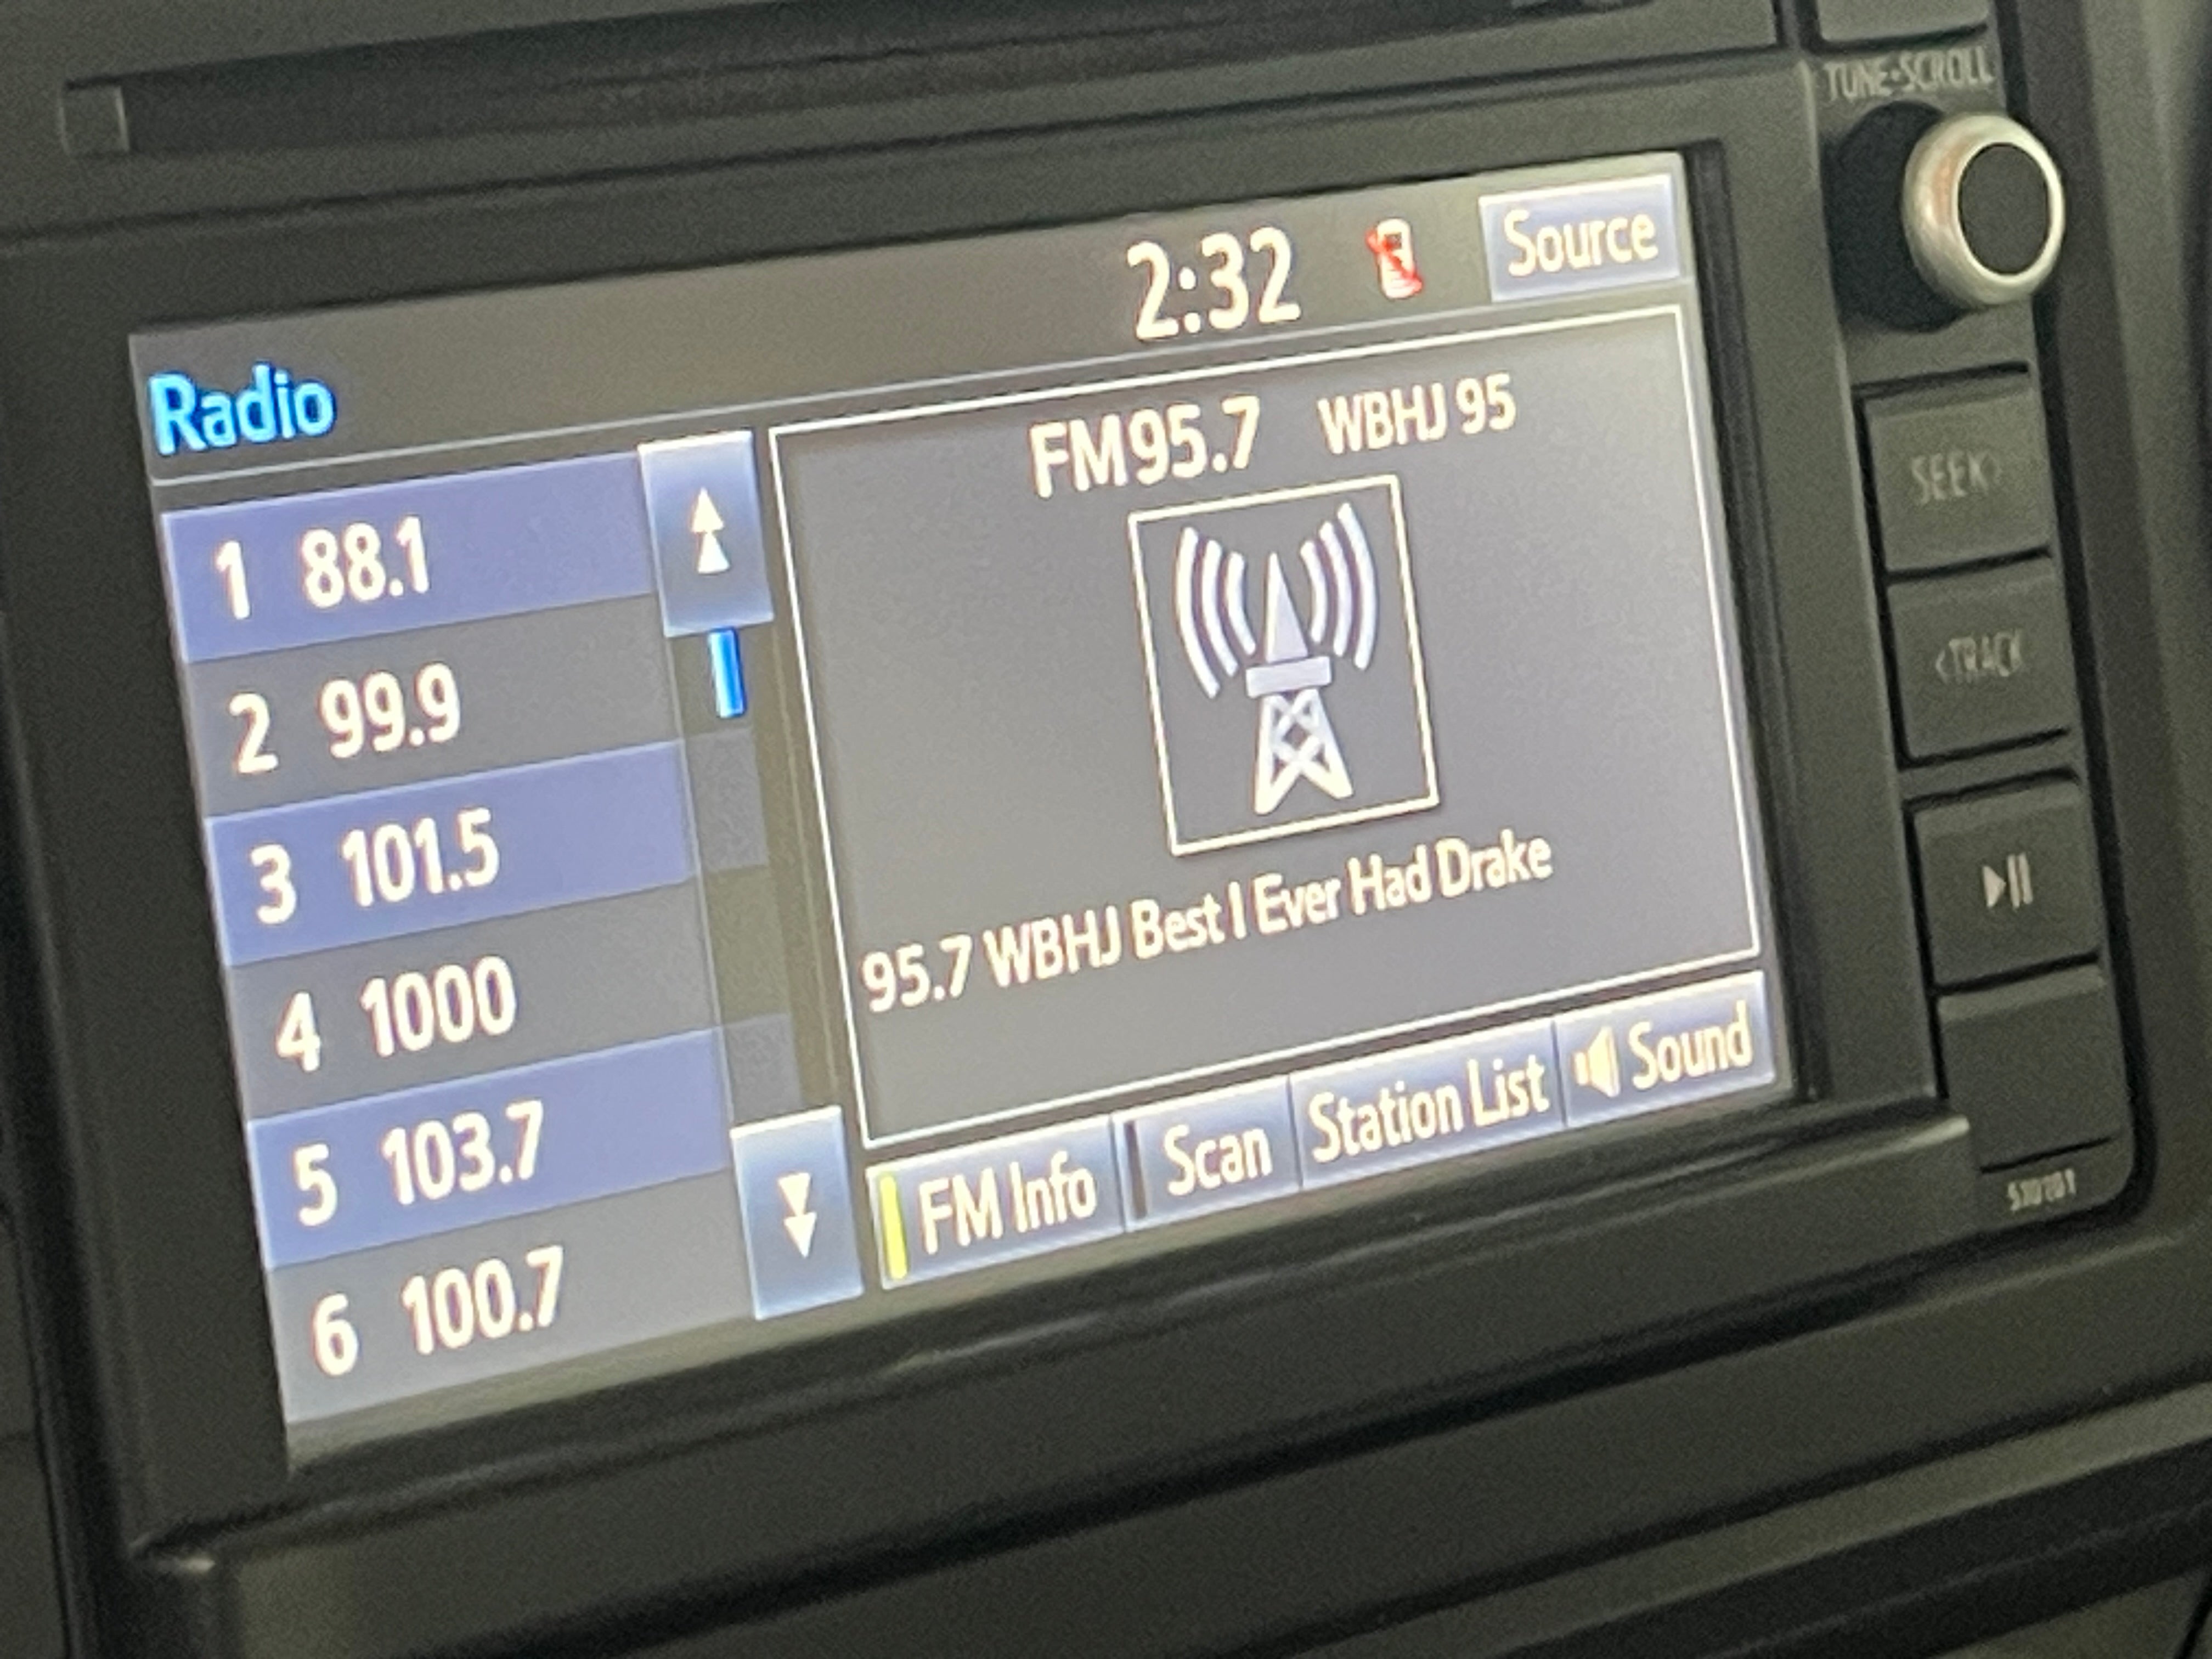 TUNE•SCROLL
2:32 Source
Radio
FM95.7 WBHJ 95
1 88.1
2 99.9
3 101.5
4 1000
5 103.7
6 100.7
95.7 WBHJ Best I Ever Had Drake
FM Info Scan Station List Sound
SEEK›
‹TRACK